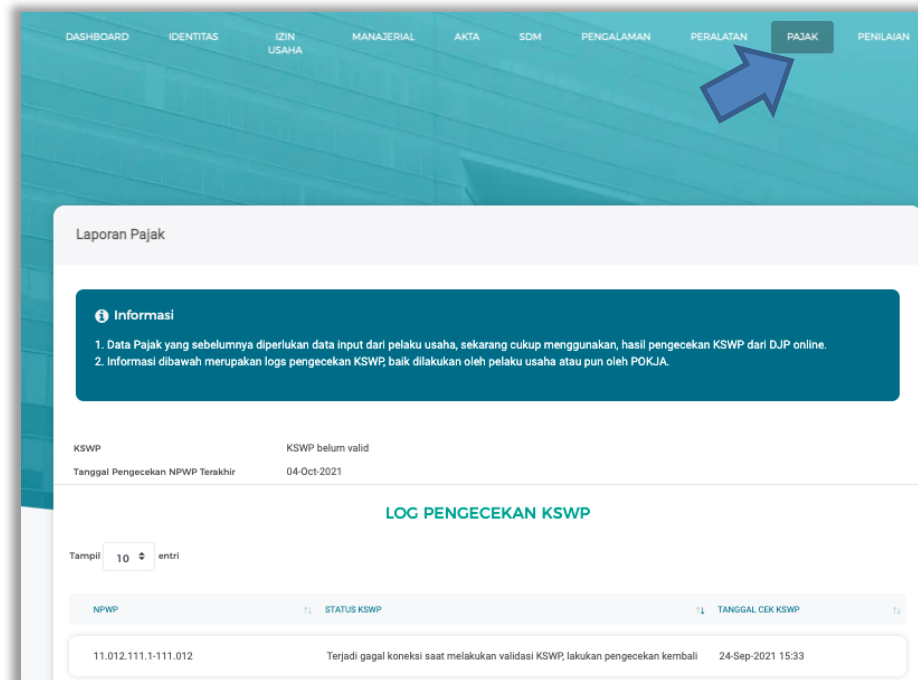 DASHBOARD IDENTITAS IZIN USAHA MANAJERIAL AKTA SDM PENGALAMAN PERALATAN PAJAK PENILAIAN
Laporan Pajak
Informasi
1. Data Pajak yang sebelumnya diperlukan data input dari pelaku usaha, sekarang cukup menggunakan, hasil pengecekan KSWP dari DJP online.
2. Informasi dibawah merupakan logs pengecekan KSWP, baik dilakukan oleh pelaku usaha atau pun oleh POKJA.
KSWP KSWP belum valid
Tanggal Pengecekan NPWP Terakhir 04-Oct-2021
LOG PENGECEKAN KSWP
Tampil 10 entri
NPWP STATUS KSWP TANGGAL CEK KSWP
11.012.111.1-111.012 Terjadi gagal koneksi saat melakukan validasi KSWP, lakukan pengecekan kembali 24-Sep-2021 15:33